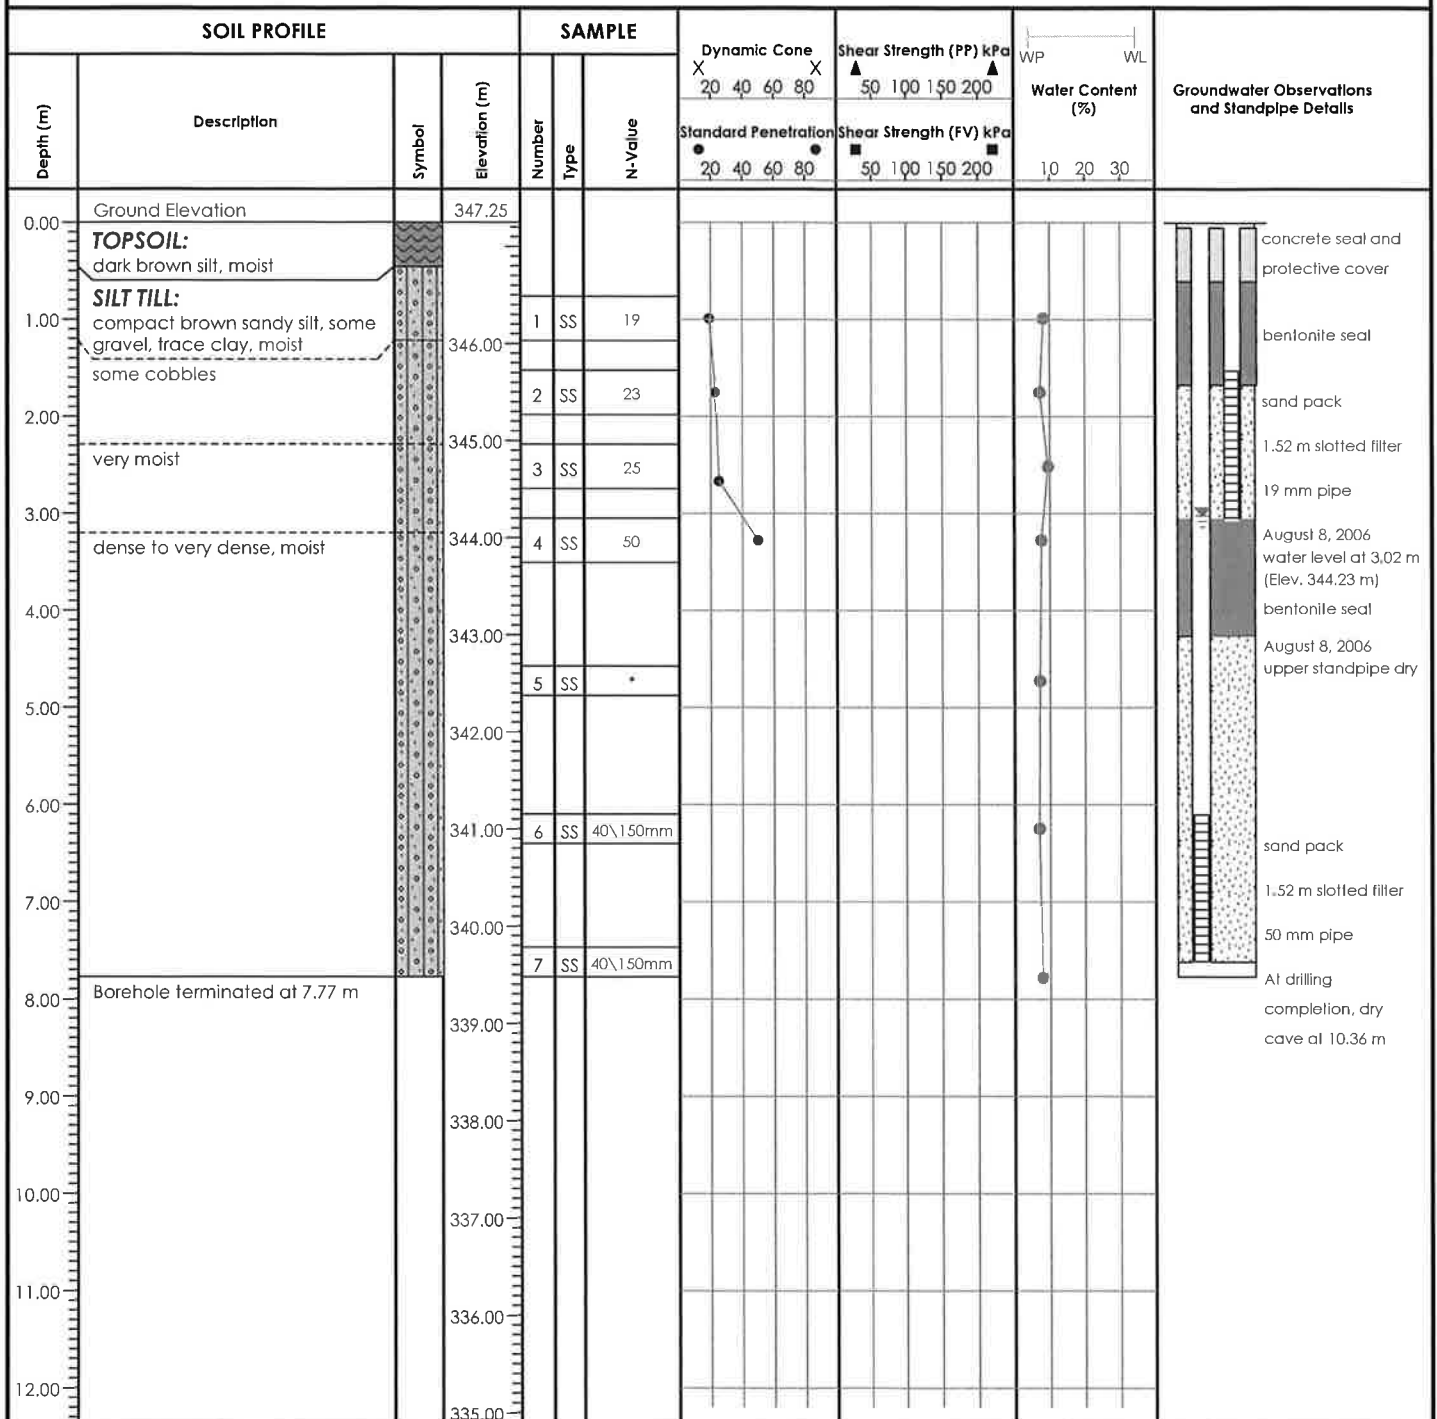 SOIL PROFILE
SAMPLE
Depth (m)
Description
Symbol
Elevation (m)
Number
Type
N-Value
Dynamic Cone
X X
20 40 60 80
Standard Penetration
20 40 60 80
Shear Strength (PP) kPa
50 100 150 200
Shear Strength (FV) kPa
50 100 150 200
WP WL
Water Content
(%)
10 20 30
Groundwater Observations
and Standpipe Details
Ground Elevation 347.25
0.00
TOPSOIL:
dark brown silt, moist
SILT TILL:
compact brown sandy silt, some
gravel, trace clay, moist
some cobbles
very moist
dense to very dense, moist
Borehole terminated at 7.77 m
1.00
2.00
3.00
4.00
5.00
6.00
7.00
8.00
9.00
10.00
11.00
12.00
346.00
345.00
344.00
343.00
342.00
341.00
340.00
339.00
338.00
337.00
336.00
335.00
1 SS 19
2 SS 23
3 SS 25
4 SS 50
5 SS *
6 SS 40\150mm
7 SS 40\150mm
concrete seal and
protective cover
bentonite seal
sand pack
1.52 m slotted filter
19 mm pipe
August 8, 2006
water level at 3.02 m
(Elev. 344.23 m)
bentonite seal
August 8, 2006
upper standpipe dry
sand pack
1.52 m slotted filter
50 mm pipe
At drilling
completion, dry
cave at 10.36 m